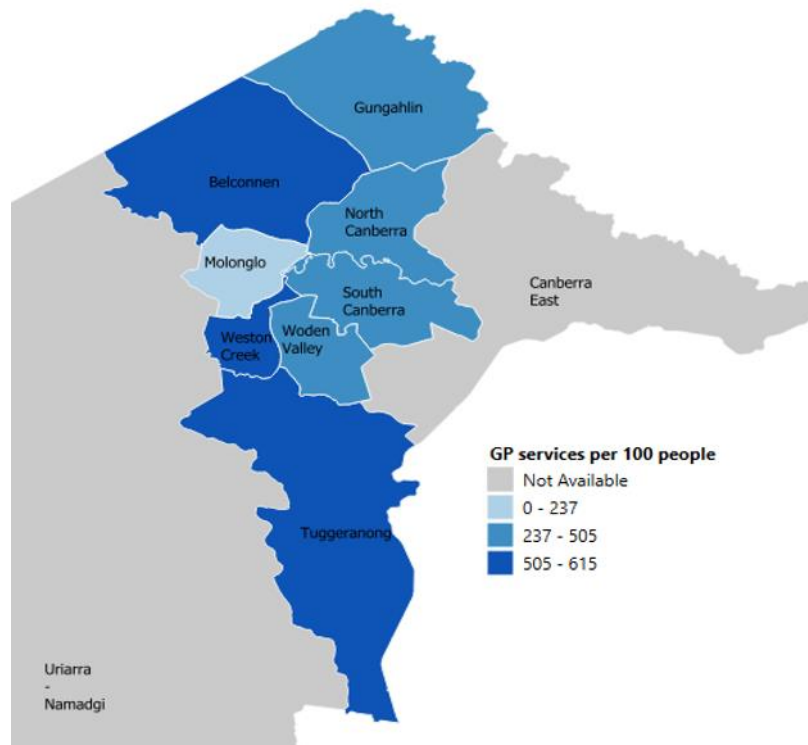 Gungahlin
Belconnen
North
Canberra
Molonglo
Canberra
East
South
Canberra
Weston
Creek
Woden
Valley
GP services per 100 people
Not Available
0 - 237
237 - 505
505 - 615
Tuggeranong
Uriarra
-
Namadgi